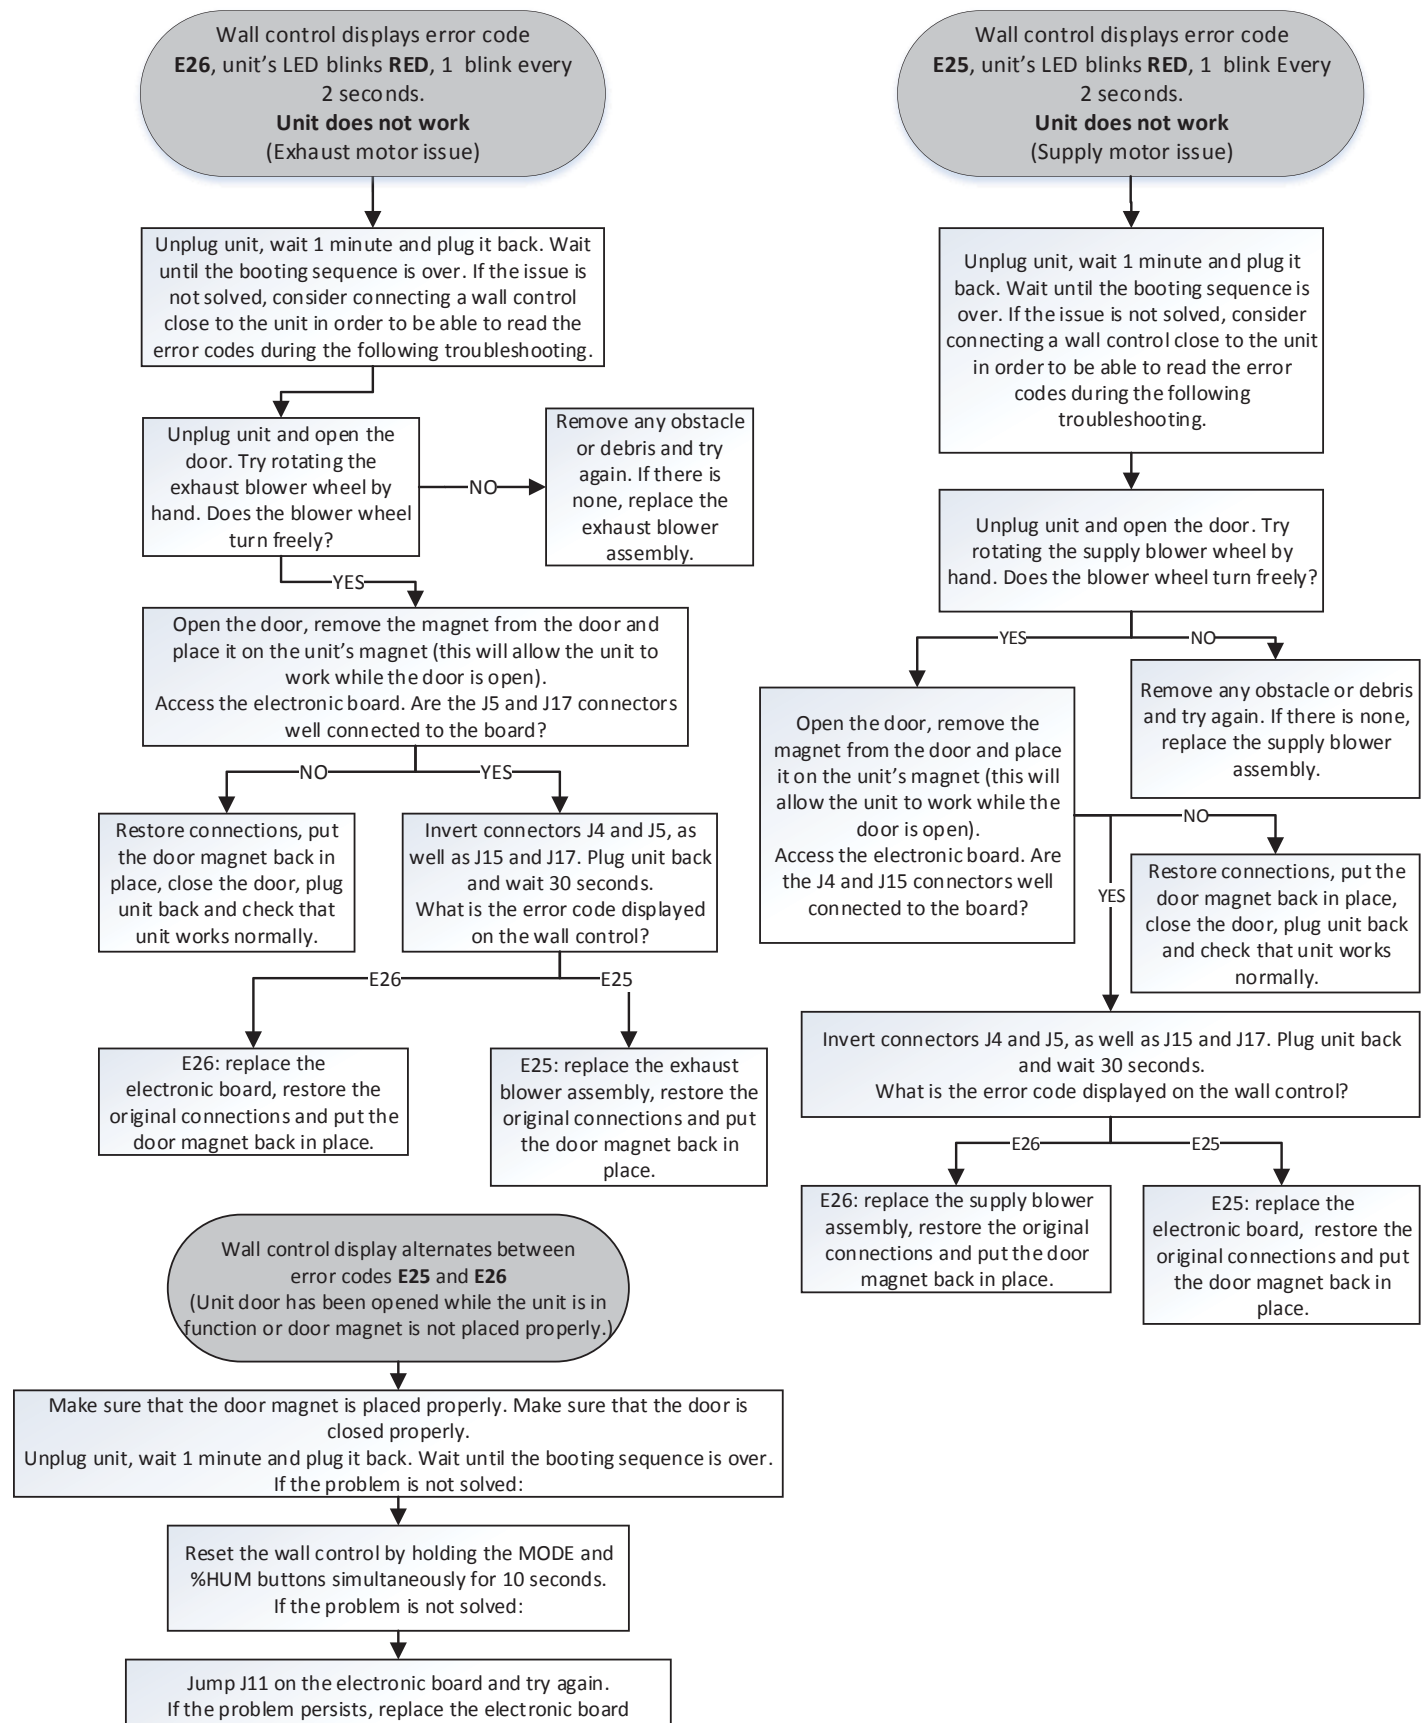 Wall control displays error code
E26, unit's LED blinks RED, 1 blink every
2 seconds.
Unit does not work
(Exhaust motor issue)
Unplug unit, wait 1 minute and plug it back. Wait
until the booting sequence is over. If the issue is
not solved, consider connecting a wall control
close to the unit in order to be able to read the
error codes during the following troubleshooting.
Unplug unit and open the
door. Try rotating the
exhaust blower wheel by
hand. Does the blower wheel
turn freely?
NO
Remove any obstacle
or debris and try
again. If there is
none, replace the
exhaust blower
assembly.
YES
Open the door, remove the magnet from the door and
place it on the unit's magnet (this will allow the unit to
work while the door is open).
Access the electronic board. Are the J5 and J17 connectors
well connected to the board?
NO
YES
Restore connections, put
the door magnet back in
place, close the door, plug
unit back and check that
unit works normally.
Invert connectors J4 and J5, as
well as J15 and J17. Plug unit back
and wait 30 seconds.
What is the error code displayed
on the wall control?
E26
E25
E26: replace the
electronic board, restore the
original connections and put the
door magnet back in place.
E25: replace the exhaust
blower assembly, restore the
original connections and put
the door magnet back in
place.
Wall control displays error code
E25, unit's LED blinks RED, 1 blink Every
2 seconds.
Unit does not work
(Supply motor issue)
Unplug unit, wait 1 minute and plug it
back. Wait until the booting sequence is
over. If the issue is not solved, consider
connecting a wall control close to the unit
in order to be able to read the error
codes during the following
troubleshooting.
Unplug unit and open the door. Try
rotating the supply blower wheel by
hand. Does the blower wheel turn freely?
YES
NO
Remove any obstacle or debris
and try again. If there is none,
replace the supply blower
assembly.
Open the door, remove the
magnet from the door and place
it on the unit's magnet (this will
allow the unit to work while the
door is open).
Access the electronic board. Are
the J4 and J15 connectors well
connected to the board?
NO
YES
Restore connections, put the
door magnet back in place,
close the door, plug unit back
and check that unit works
normally.
Invert connectors J4 and J5, as well as J15 and J17. Plug unit back
and wait 30 seconds.
What is the error code displayed on the wall control?
E26
E25
E26: replace the supply blower
assembly, restore the original
connections and put the door
magnet back in place.
E25: replace the
electronic board, restore the
original connections and put
the door magnet back in
place.
Wall control display alternates between
error codes E25 and E26
(Unit door has been opened while the unit is in
function or door magnet is not placed properly.)
Make sure that the door magnet is placed properly. Make sure that the door is
closed properly.
Unplug unit, wait 1 minute and plug it back. Wait until the booting sequence is over.
If the problem is not solved:
Reset the wall control by holding the MODE and
%HUM buttons simultaneously for 10 seconds.
If the problem is not solved:
Jump J11 on the electronic board and try again.
If the problem persists, replace the electronic board